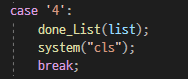 case '4':
    done_List(list);
    system("cls");
    break;